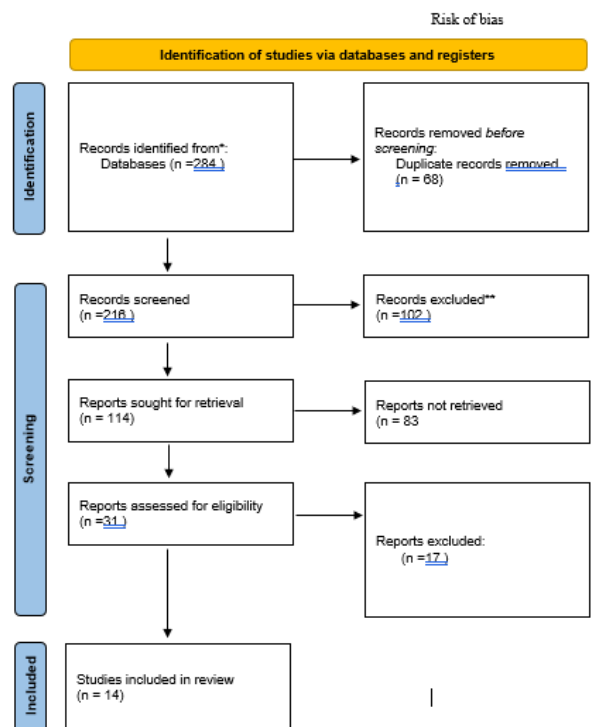 Risk of bias
Identification of studies via databases and registers
Identification
Records identified from*:
Databases (n =284 )
Records removed before
screening:
Duplicate records removed
(n = 68)
Screening
Records screened
(n =216 )
Records excluded**
(n =102 )
Reports sought for retrieval
(n = 114)
Reports not retrieved
(n = 83
Reports assessed for eligibility
(n =31 )
Reports excluded:
(n =17 )
Included
Studies included in review
(n = 14)